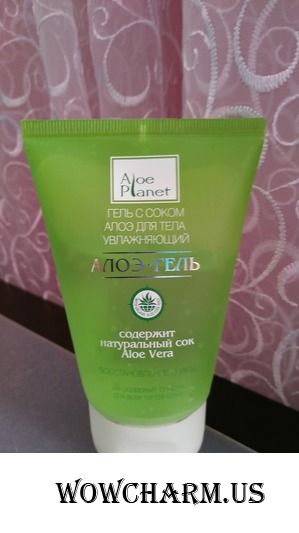 Aloe
Planet
ГЕЛЬ С СОКОМ
АЛОЭ ДЛЯ ТЕЛА
УВЛАЖНЯЮЩИЙ
АЛОЭ-ГЕЛЬ
содержит
натуральный сок
Aloe Vera
WOWCHARM.US